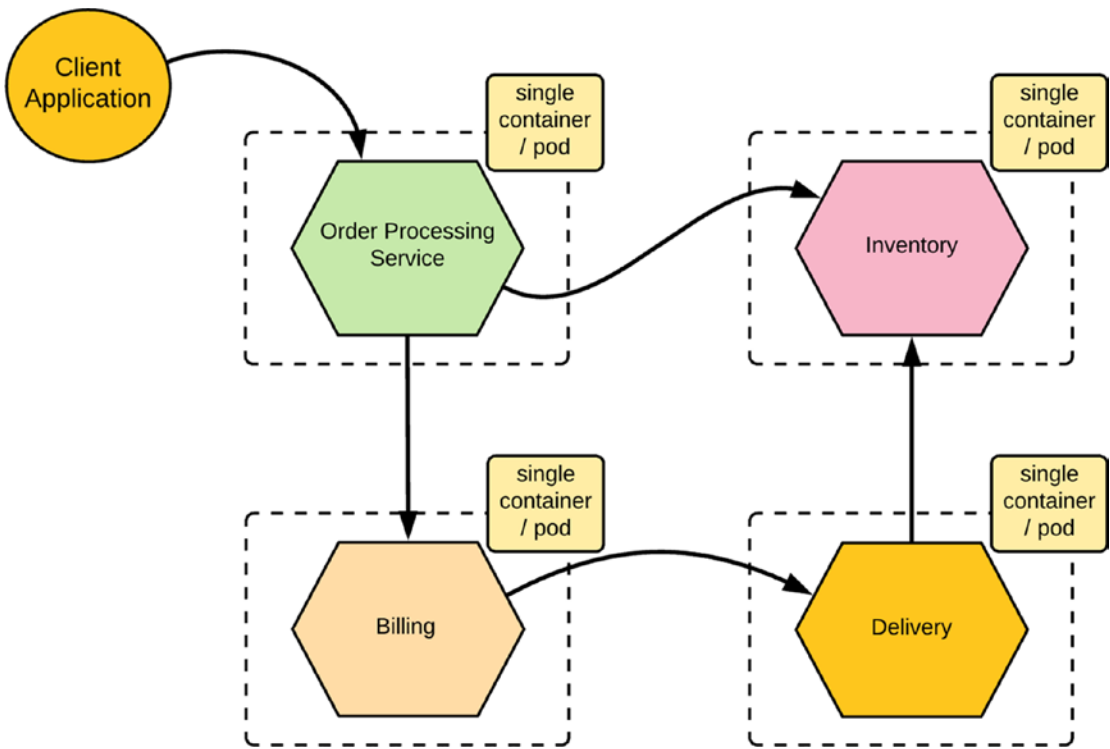 Client
Application
single
container
/ pod
single
container
/ pod
Order Processing
Service
Inventory
single
container
/ pod
single
container
/ pod
Billing
Delivery